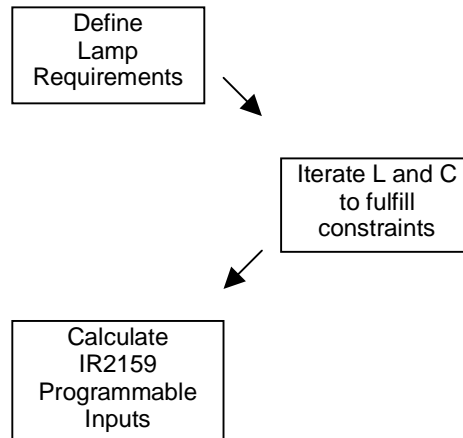 Define
Lamp
Requirements
Iterate L and C
to fulfill
constraints
Calculate
IR2159
Programmable
Inputs